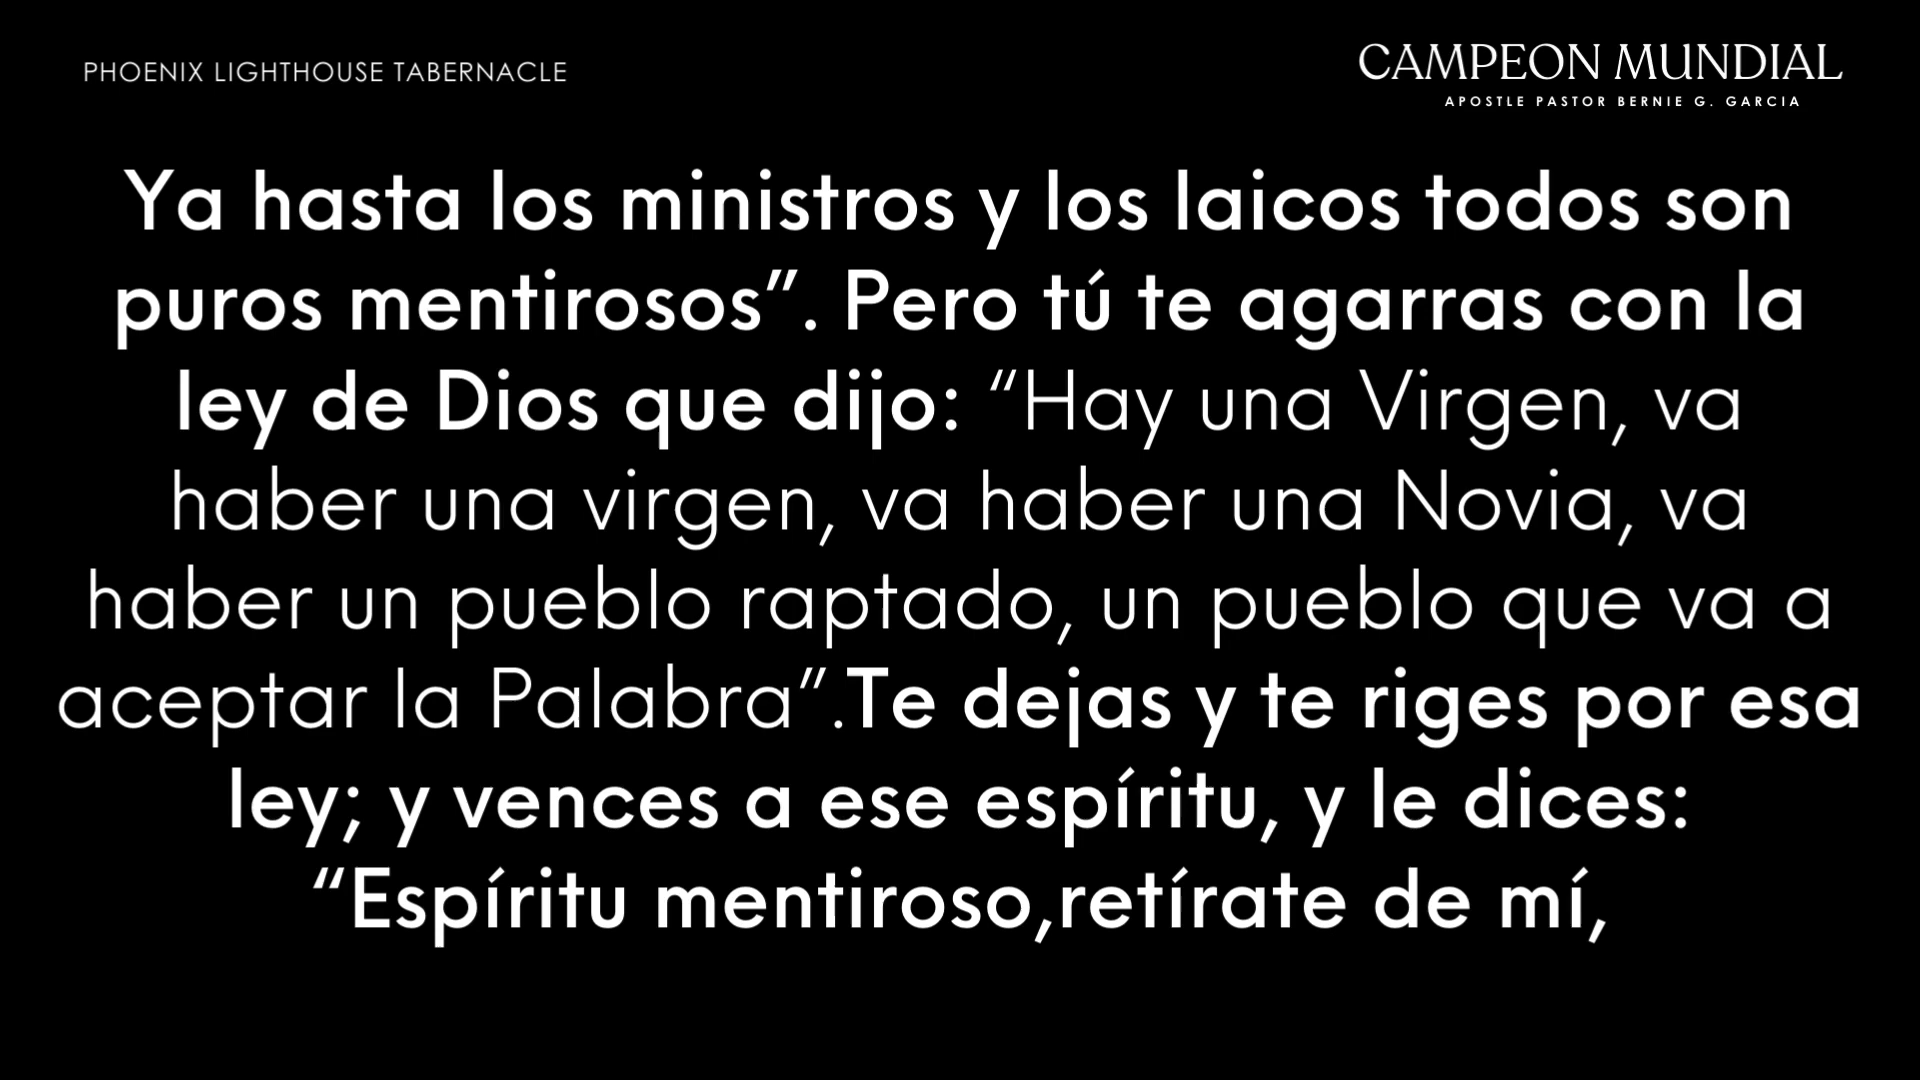 PHOENIX LIGHTHOUSE TABERNACLE
CAMPEON MUNDIAL
APOSTLE PASTOR BERNIE G. GARCIA
Ya hasta los ministros y los laicos todos son
puros mentirosos”. Pero tú te agarras con la
ley de Dios que dijo: “Hay una Virgen, va
haber una virgen, va haber una Novia, va
haber un pueblo raptado, un pueblo que va a
aceptar la Palabra”.Te dejas y te riges por esa
ley; y vences a ese espíritu, y le dices:
“Espíritu mentiroso,retírate de mí,